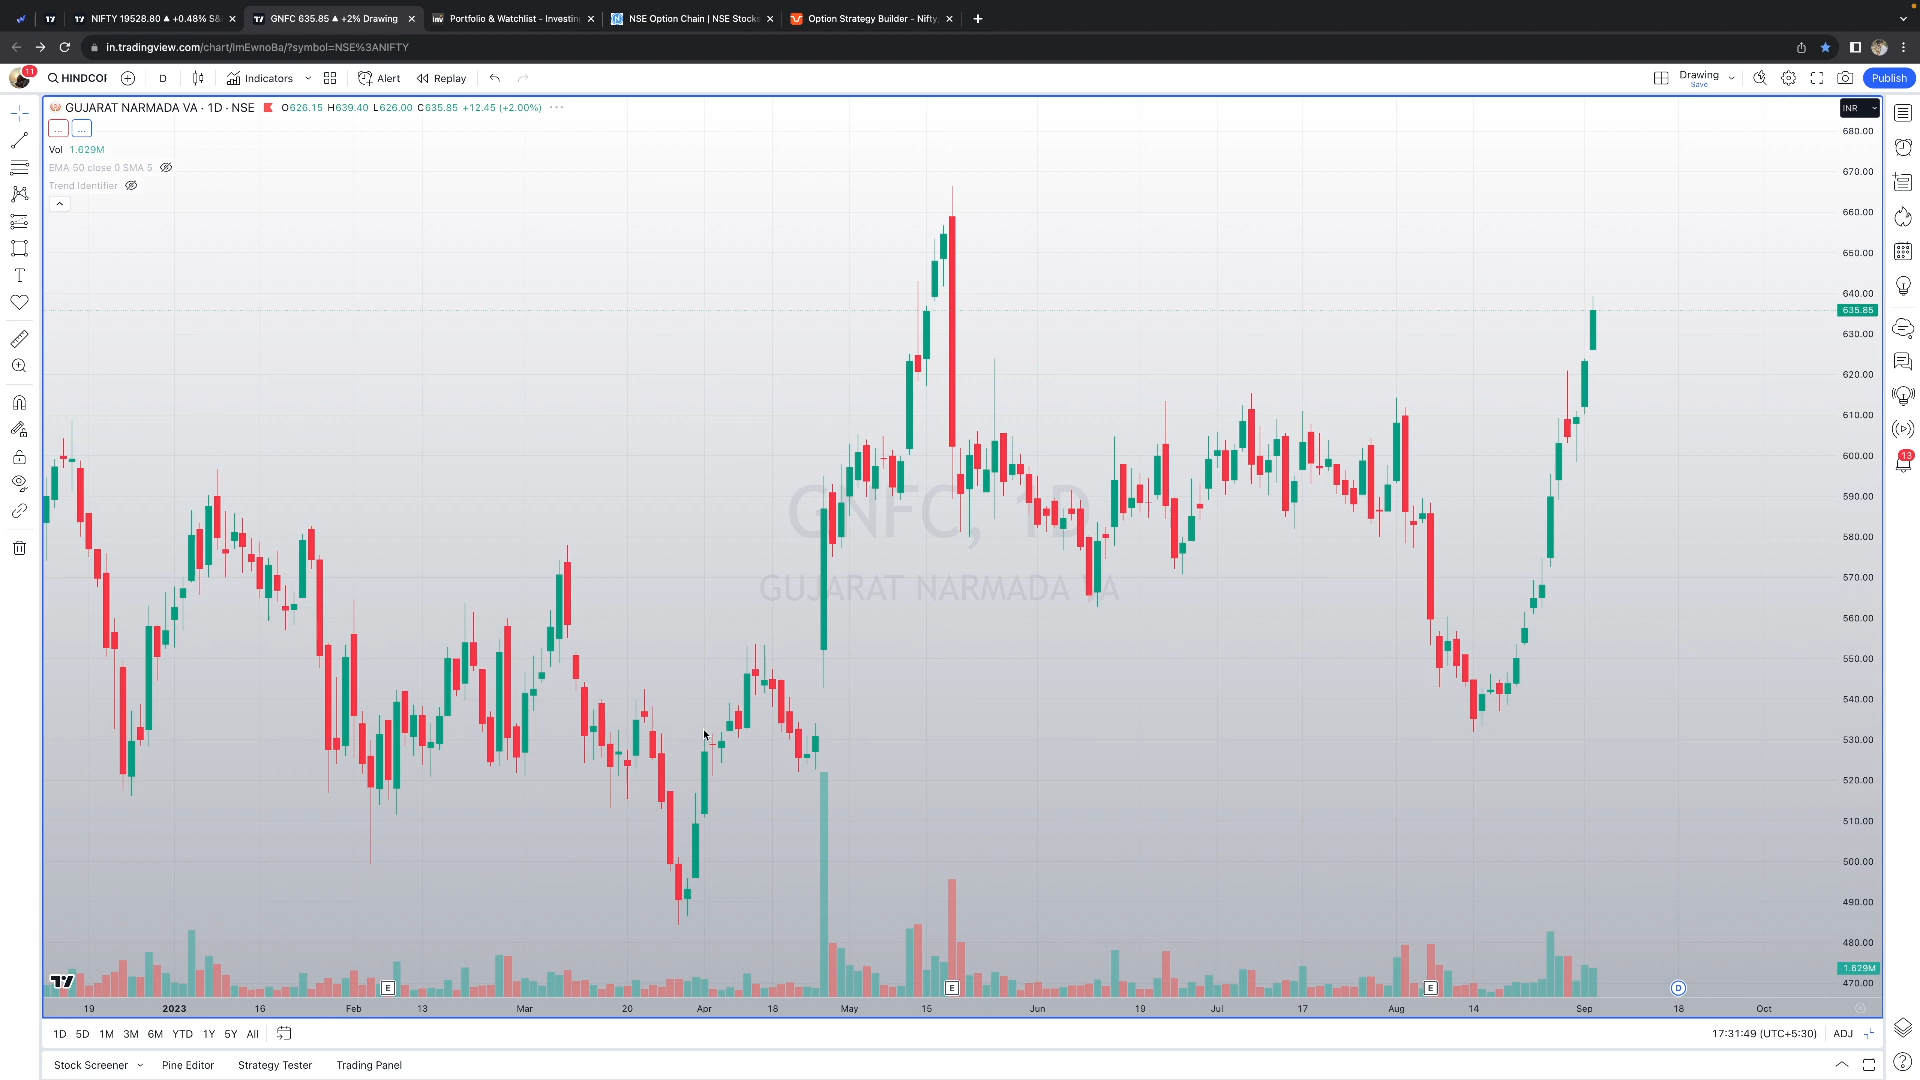 NIFTY 19528.80 ▲ +0.48% S&
GNFC 635.85 ▲ +2% Drawing
Portfolio & Watchlist - Investin
NSE Option Chain | NSE Stocks
Option Strategy Builder - Nifty,
in.tradingview.com/chart/lmEwnoBa/?symbol=NSE%3ANIFTY
11
HINDCOP
D
Indicators
Alert
Replay
Drawing
Save
Publish
GUJARAT NARMADA VA · 1D · NSE O626.15 H639.40 L626.00 C635.85 +12.45 (+2.00%)
INR
Vol 1.629M
EMA 50 close 0 SMA 5
Trend Identifier
680.00
670.00
660.00
650.00
640.00
635.85
630.00
620.00
610.00
600.00
590.00
580.00
570.00
560.00
550.00
540.00
530.00
520.00
510.00
500.00
490.00
480.00
1.629M
470.00
13
GNFC, 1D
GUJARAT NARMADA VA
E
E
E
D
19 2023 16 Feb 13 Mar 20 Apr 18 May 15 Jun 19 Jul 17 Aug 14 Sep 18 Oct
1D 5D 1M 3M 6M YTD 1Y 5Y All
17:31:49 (UTC+5:30) ADJ
Stock Screener Pine Editor Strategy Tester Trading Panel